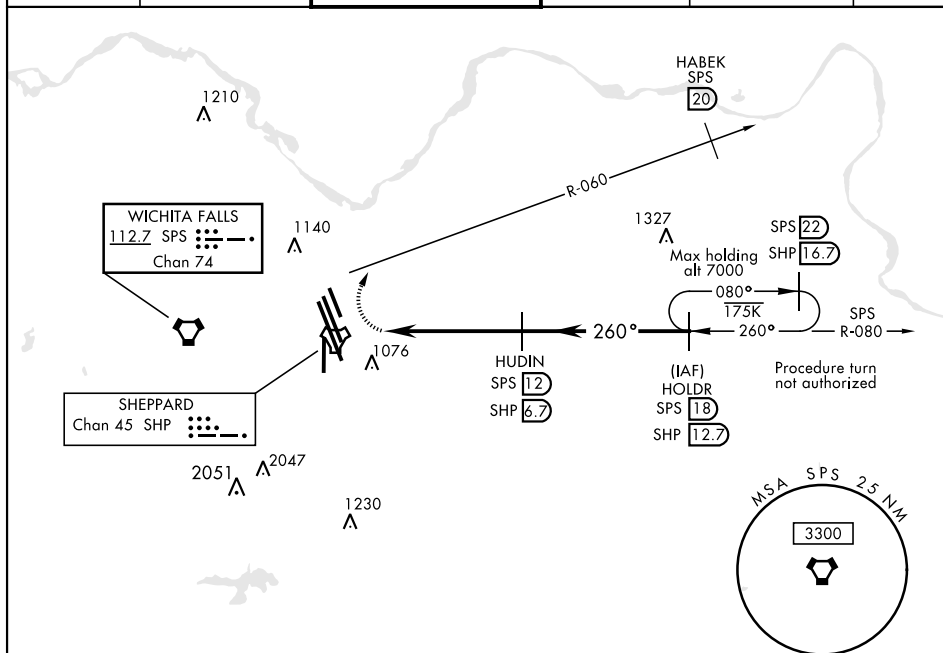 HABEK
SPS
20
1210
R-060
WICHITA FALLS
112.7 SPS
Chan 74
1140
1327
SPS 22
SHP 16.7
Max holding
alt 7000
080°
175K
260°
260°
SPS
R-080
1076
HUDIN
SPS 12
SHP 6.7
(IAF)
HOLDR
SPS 18
SHP 12.7
Procedure turn
not authorized
SHEPPARD
Chan 45 SHP
2051
2047
1230
MSA SPS 25 NM
3300